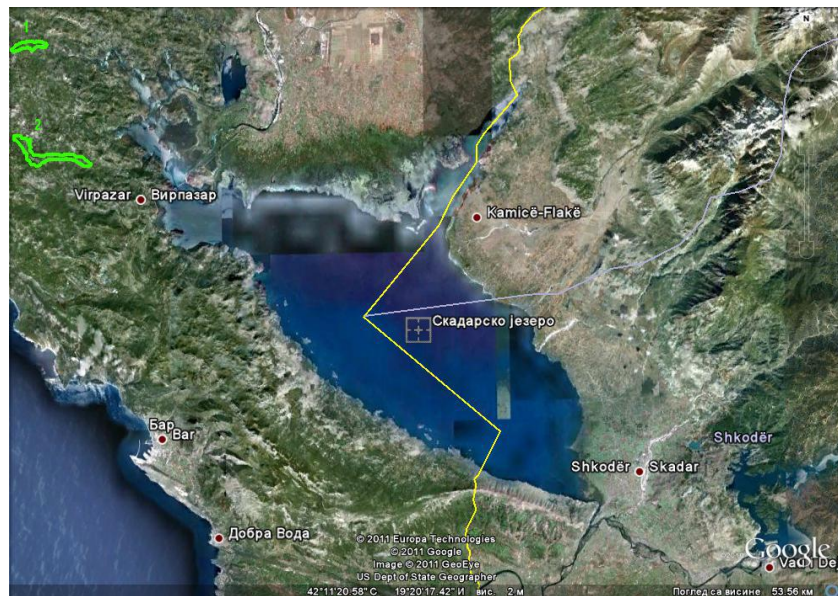 1
N
2
Virpazar Вирпазар
Kamicë-Flakë
Скадарско језеро
Бар
Bar
Shkodër
Shkodër Skadar
Добра Вода
© 2011 Europa Technologies
© 2011 Google
Image © 2011 GeoEye
US Dept of State Geographer
Google
Vau i De
42°11'20.58" С 19°20'17.42" И вис. 2 м Поглед са висине 53.56 км